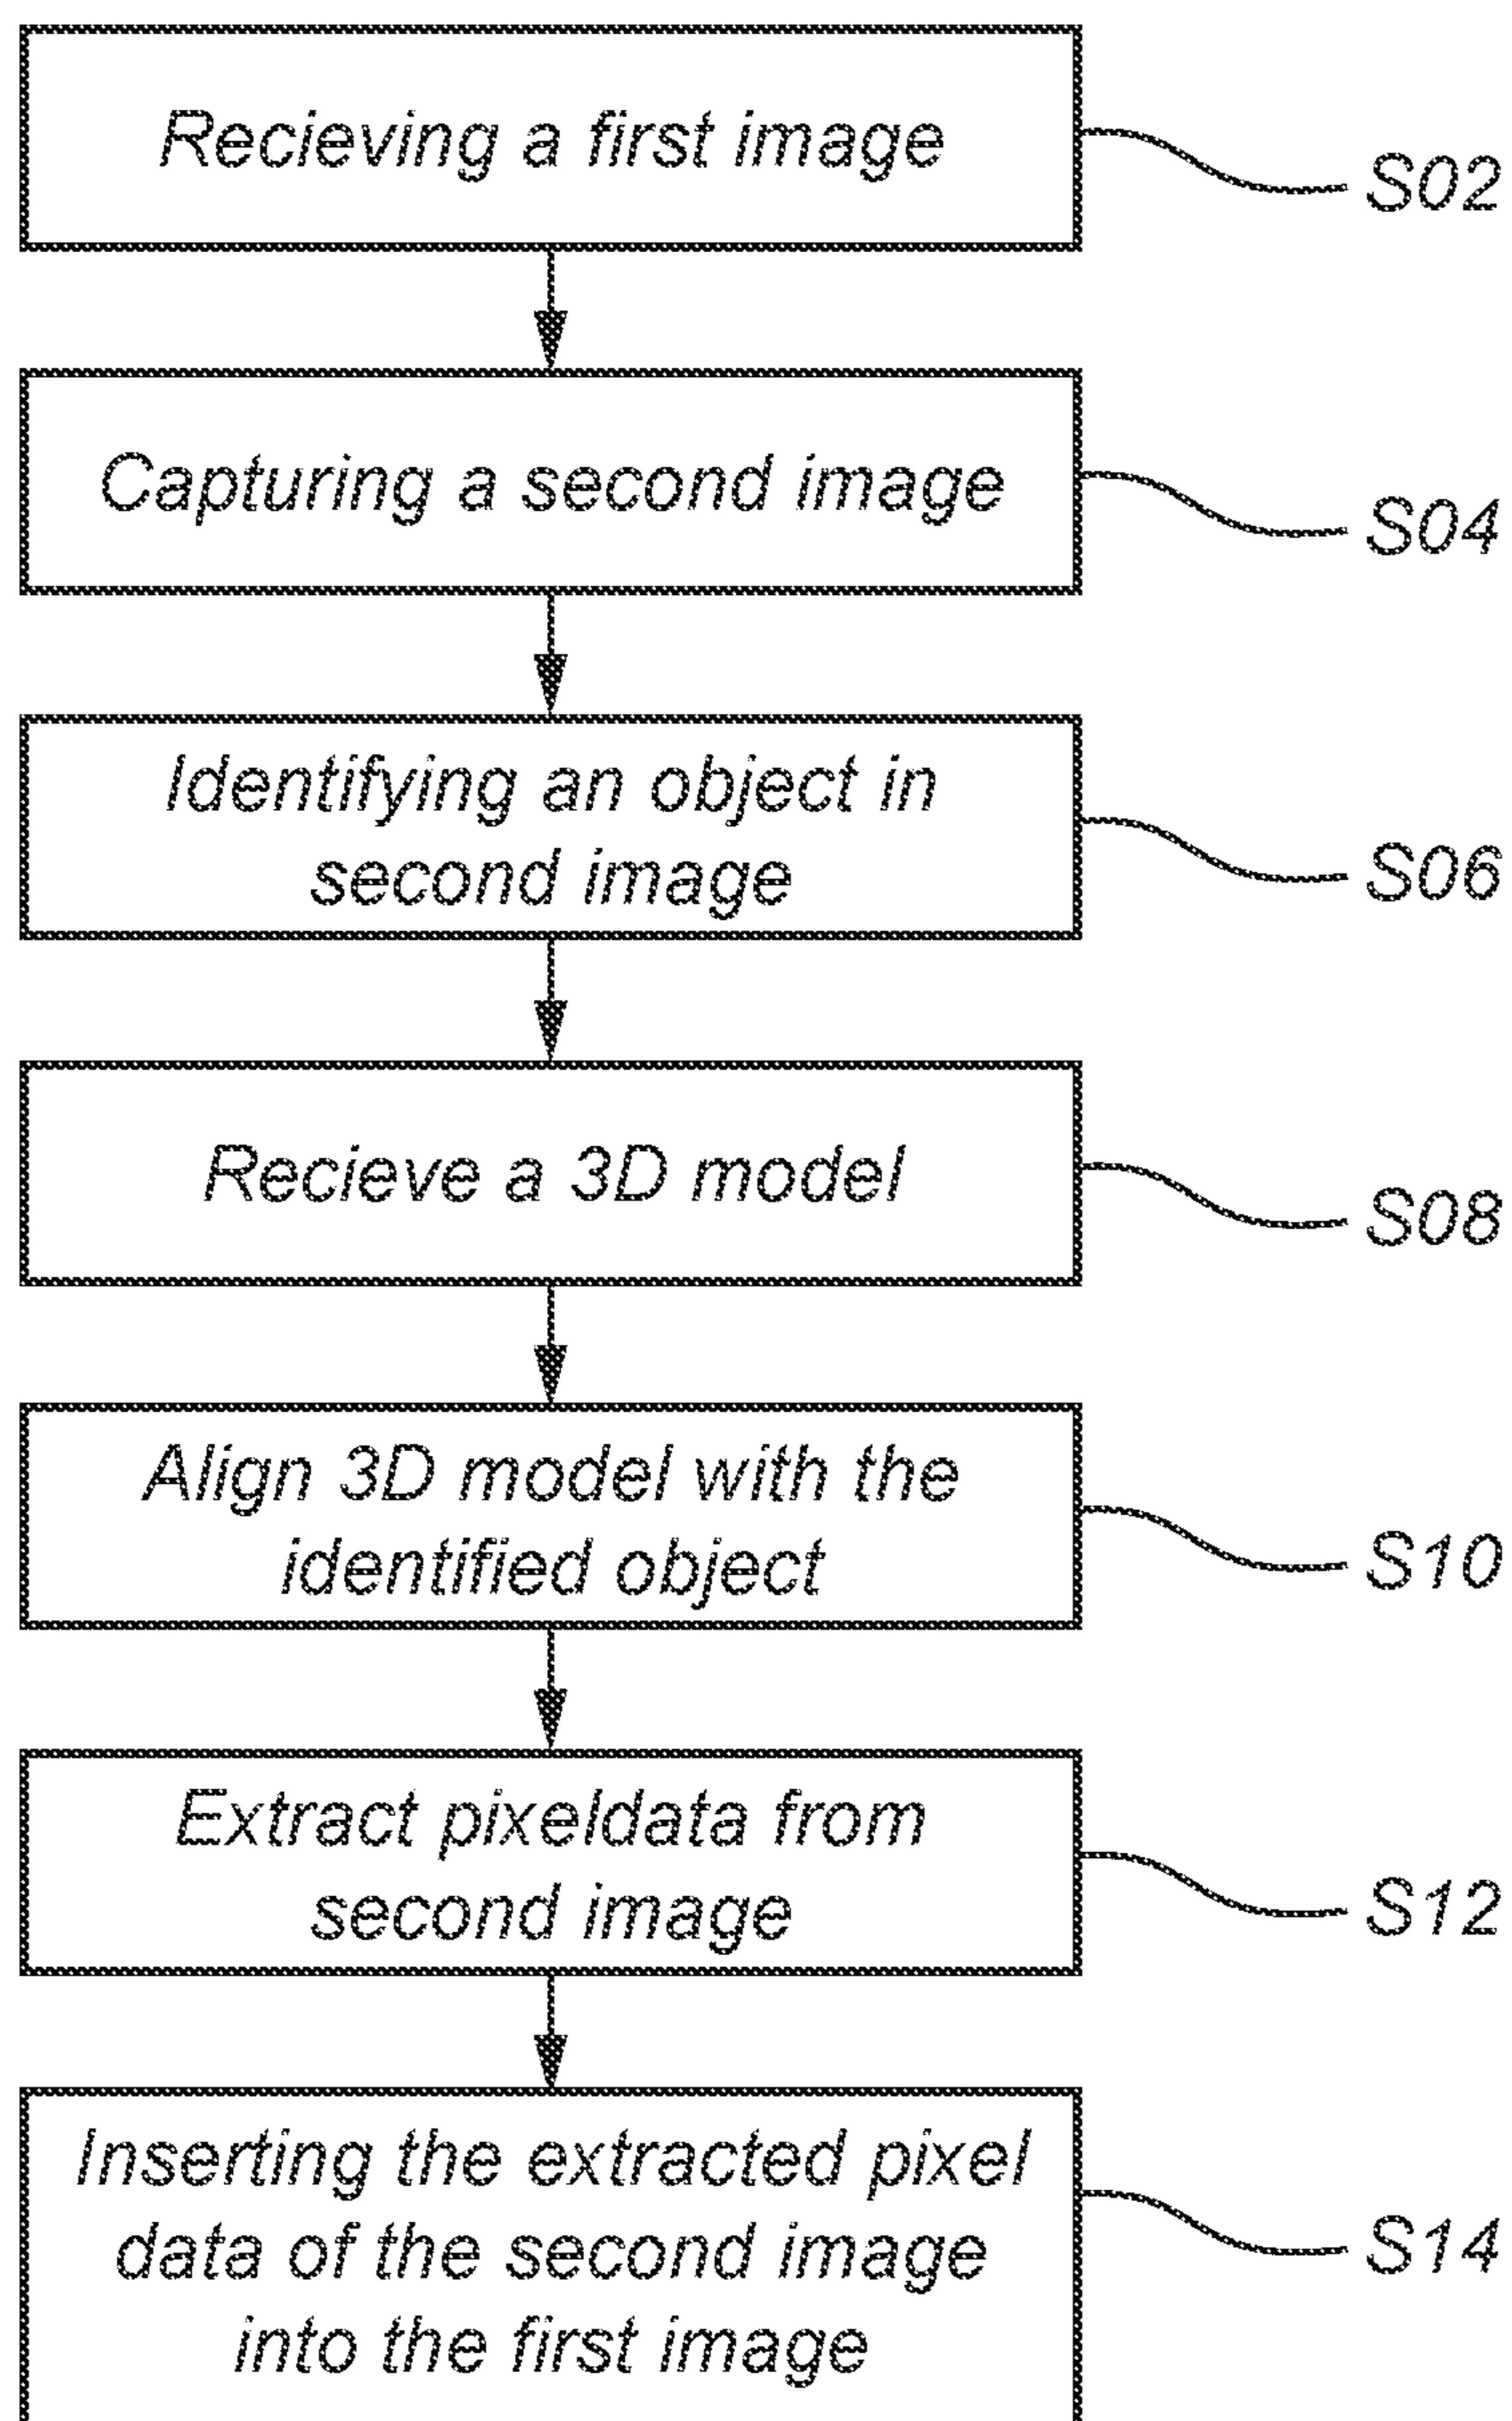 Recieving a first image
S02
Capturing a second image
S04
Identifying an object in
second image
S06
Recieve a 3D model
S08
Align 3D model with the
identified object
S10
Extract pixeldata from
second image
S12
Inserting the extracted pixel
data of the second image
into the first image
S14